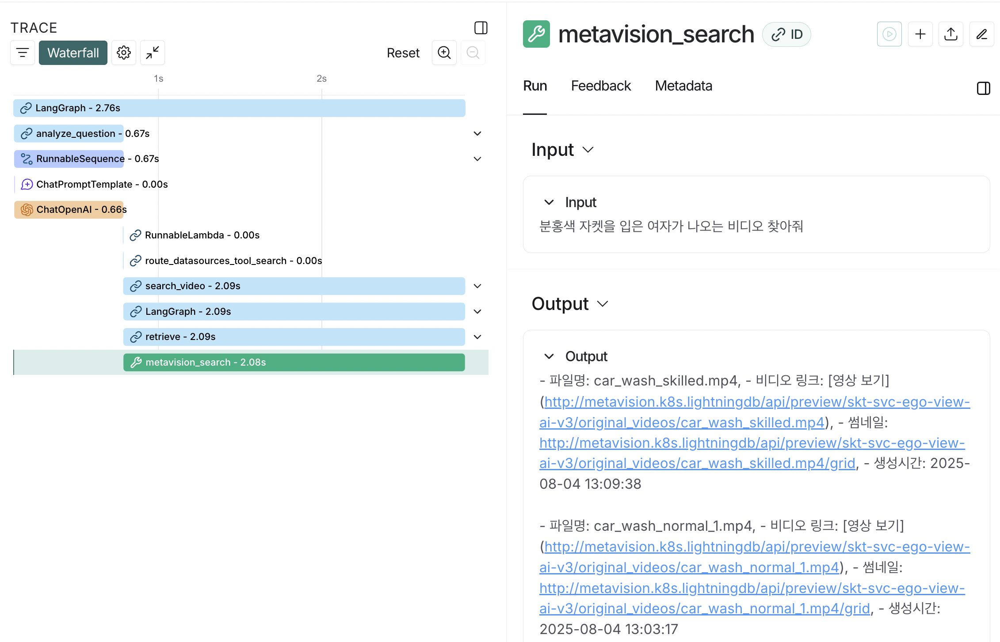 TRACE
Waterfall
Reset
1s
2s
LangGraph - 2.76s
analyze_question - 0.67s
RunnableSequence - 0.67s
ChatPromptTemplate - 0.00s
ChatOpenAI - 0.66s
RunnableLambda - 0.00s
route_datasources_tool_search - 0.00s
search_video - 2.09s
LangGraph - 2.09s
retrieve - 2.09s
metavision_search - 2.08s
metavision_search
ID
Run
Feedback
Metadata
Input
Input
분홍색 자켓을 입은 여자가 나오는 비디오 찾아줘
Output
Output
- 파일명: car_wash_skilled.mp4, - 비디오 링크: [영상 보기]
(http://metavision.k8s.lightningdb/api/preview/skt-svc-ego-view-
ai-v3/original_videos/car_wash_skilled.mp4), - 썸네일:
http://metavision.k8s.lightningdb/api/preview/skt-svc-ego-view-
ai-v3/original_videos/car_wash_skilled.mp4/grid, - 생성시간: 2025-
08-04 13:09:38
- 파일명: car_wash_normal_1.mp4, - 비디오 링크: [영상 보기]
(http://metavision.k8s.lightningdb/api/preview/skt-svc-ego-view-
ai-v3/original_videos/car_wash_normal_1.mp4), - 썸네일:
http://metavision.k8s.lightningdb/api/preview/skt-svc-ego-view-
ai-v3/original_videos/car_wash_normal_1.mp4/grid, - 생성시간:
2025-08-04 13:03:17